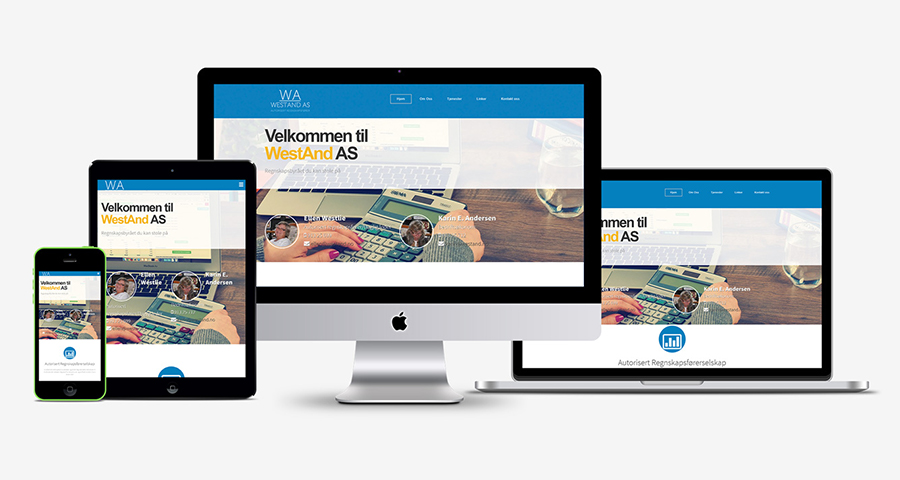 WA
WESTAND AS
Hjem Om Oss Tjenester Linker Kontakt oss
Velkommen til
WestAnd AS
Regnskapsbyrået du kan stole på
Ellen Westlie
Karin E. Andersen
WA
Velkommen til
WestAnd AS
Regnskapsbyrået du kan stole på
Ellen
Westlie
Karin E.
Andersen
WA
Velkommen til
WestAnd AS
Autorisert Regnskapsførerselskap
Hjem Om Oss Tjenester Linker Kontakt oss
mmen til
d AS
Westlie
Karin E. Andersen
Autorisert Regnskapsførerselskap